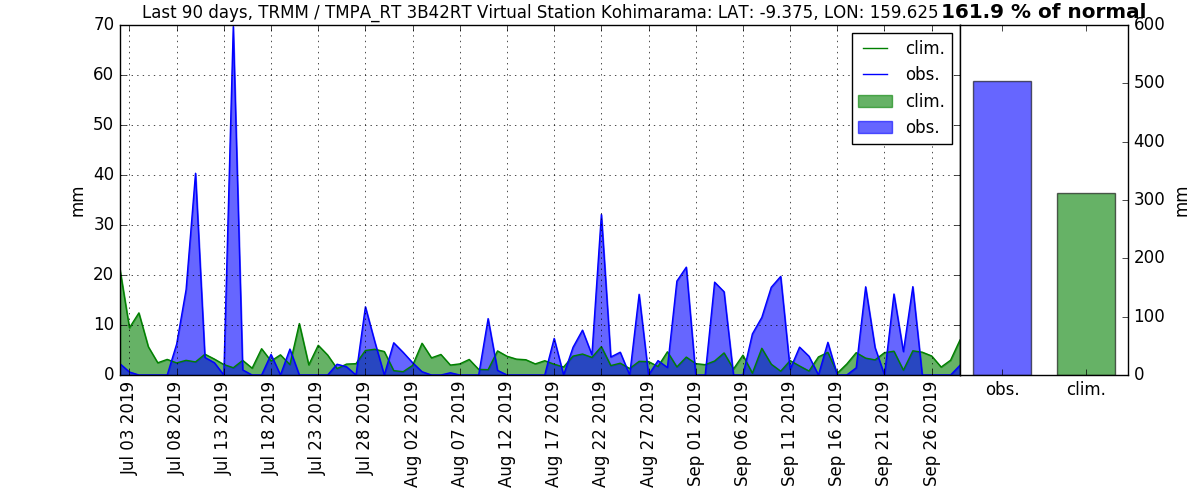 Last 90 days, TRMM / TMPA_RT 3B42RT Virtual Station Kohimarama: LAT: -9.375, LON: 159.625
161.9 % of normal
70
60
50
40
30
20
10
0
mm
clim.
obs.
clim.
obs.
600
500
400
300
200
100
0
mm
obs.
clim.
Jul 03 2019
Jul 08 2019
Jul 13 2019
Jul 18 2019
Jul 23 2019
Jul 28 2019
Aug 02 2019
Aug 07 2019
Aug 12 2019
Aug 17 2019
Aug 22 2019
Aug 27 2019
Sep 01 2019
Sep 06 2019
Sep 11 2019
Sep 16 2019
Sep 21 2019
Sep 26 2019